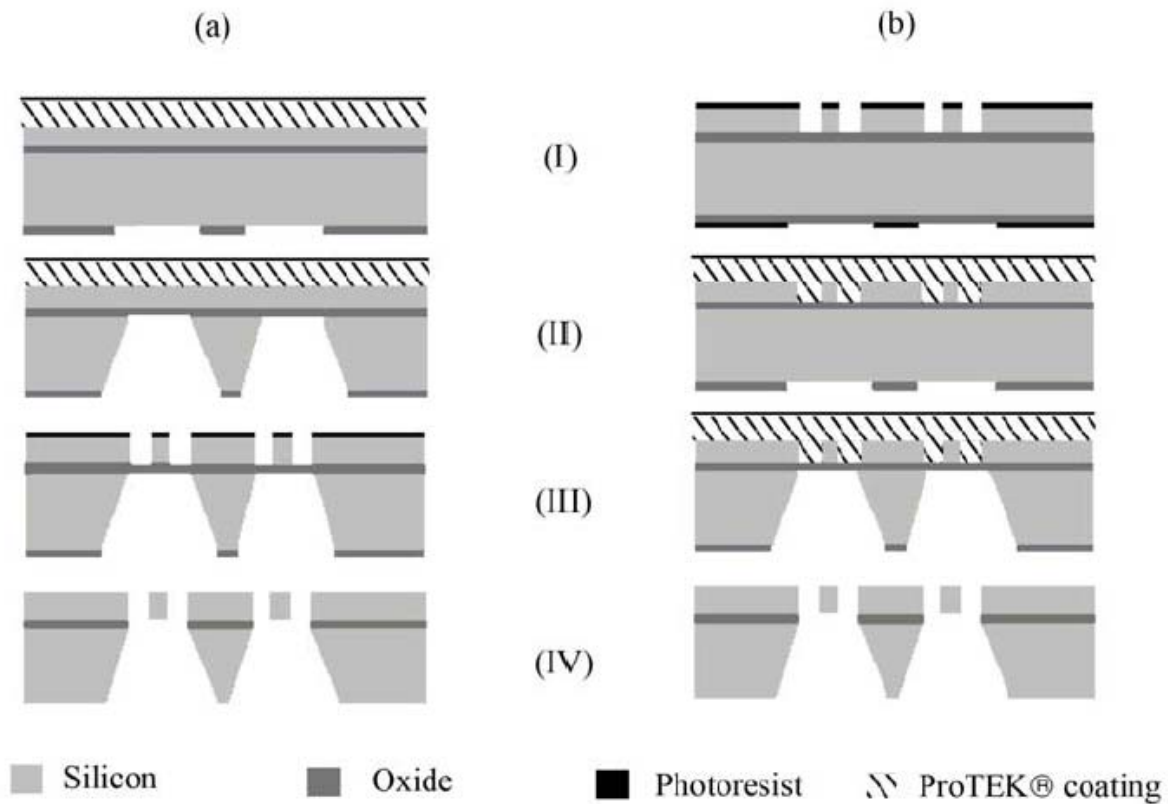 (a)
(b)
(I)
(II)
(III)
(IV)
Silicon
Oxide
Photoresist
ProTEK® coating